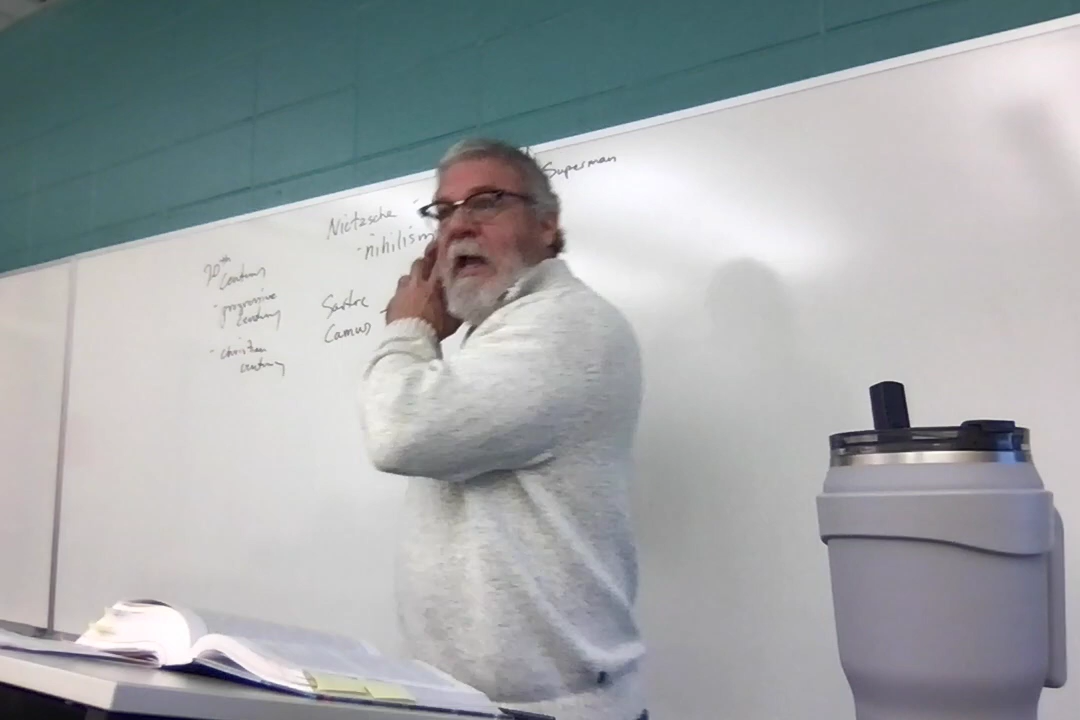 Superman
Nietzsche -
- nihilism
20th
Century
- progressive
century
Sartre -
Camus
- christian
century